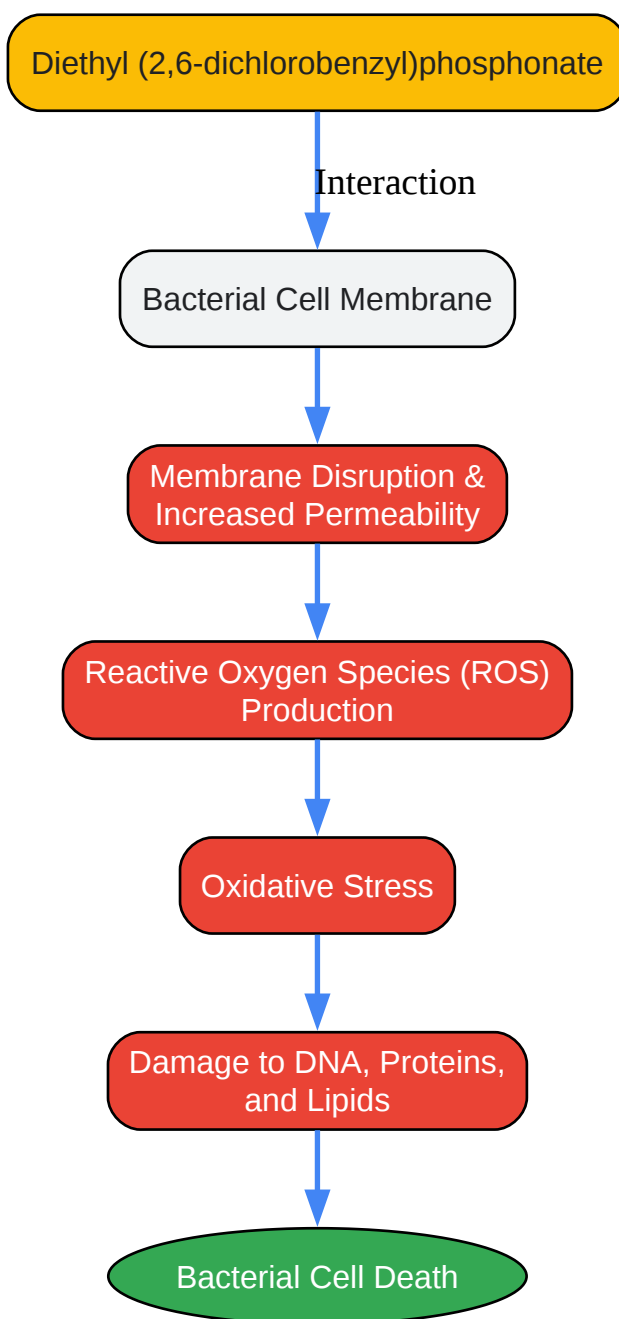 Diethyl (2,6-dichlorobenzyl)phosphonate
Interaction
Bacterial Cell Membrane
Membrane Disruption &
Increased Permeability
Reactive Oxygen Species (ROS)
Production
Oxidative Stress
Damage to DNA, Proteins,
and Lipids
Bacterial Cell Death